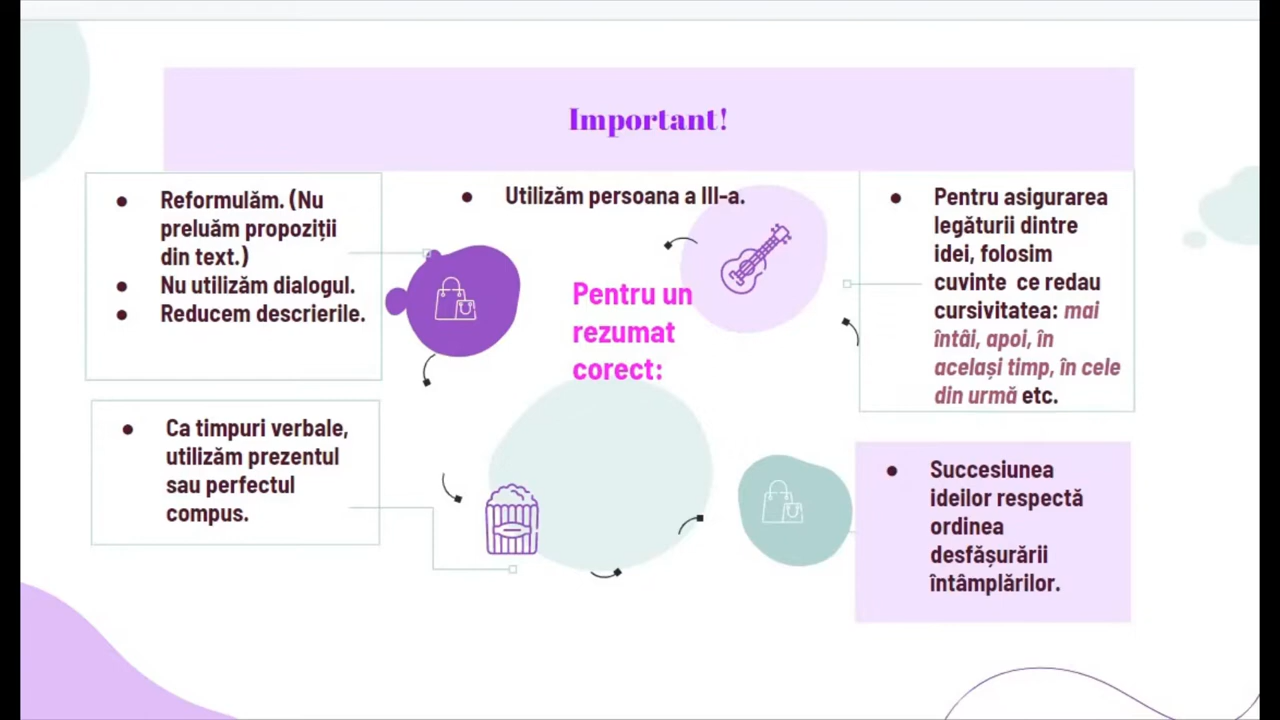 Important!
● Reformulăm. (Nu
preluăm propoziții
din text.)
● Nu utilizăm dialogul.
● Reducem descrierile.
● Utilizăm persoana a III-a.
● Pentru asigurarea
legăturii dintre
idei, folosim
cuvinte ce redau
cursivitatea: mai
întâi, apoi, în
același timp, în cele
din urmă etc.
Pentru un
rezumat
corect:
● Ca timpuri verbale,
utilizăm prezentul
sau perfectul
compus.
● Succesiunea
ideilor respectă
ordinea
desfășurării
întâmplărilor.